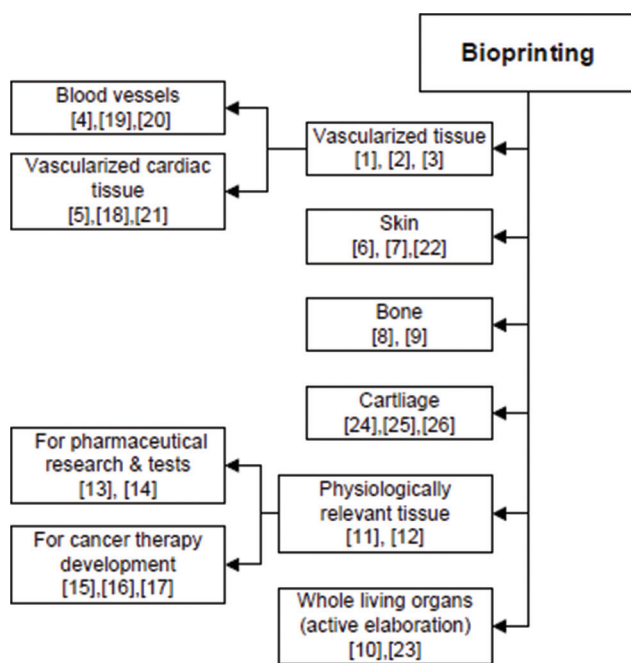 Bioprinting
Blood vessels
[4],[19],[20]
Vascularized cardiac
tissue
[5],[18],[21]
Vascularized tissue
[1], [2], [3]
Skin
[6], [7],[22]
Bone
[8], [9]
Cartliage
[24],[25],[26]
For pharmaceutical
research & tests
[13], [14]
For cancer therapy
development
[15],[16],[17]
Physiologically
relevant tissue
[11], [12]
Whole living organs
(active elaboration)
[10],[23]